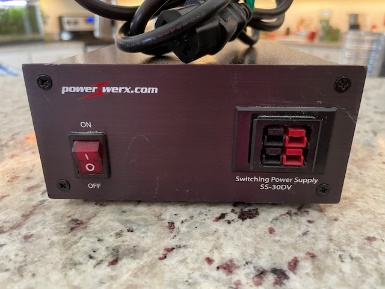 powerwerx.com
ON
I
O
OFF
Switching Power Supply
SS-30DV